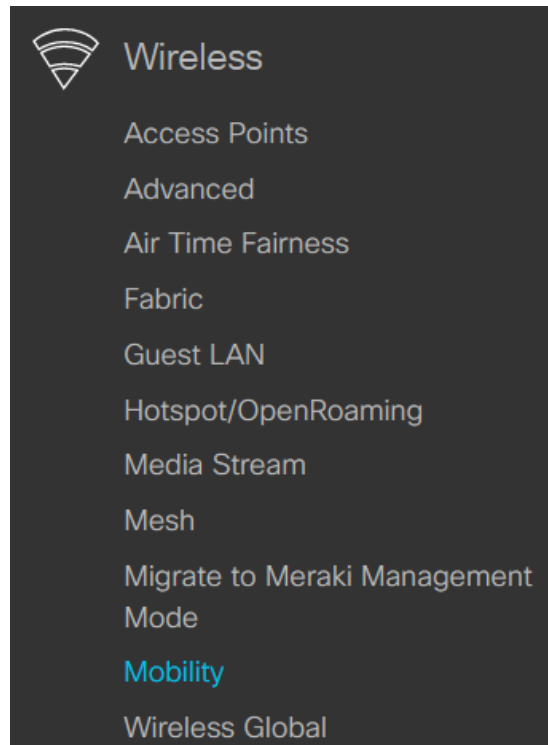 Wireless
Access Points
Advanced
Air Time Fairness
Fabric
Guest LAN
Hotspot/OpenRoaming
Media Stream
Mesh
Migrate to Meraki Management
Mode
Mobility
Wireless Global